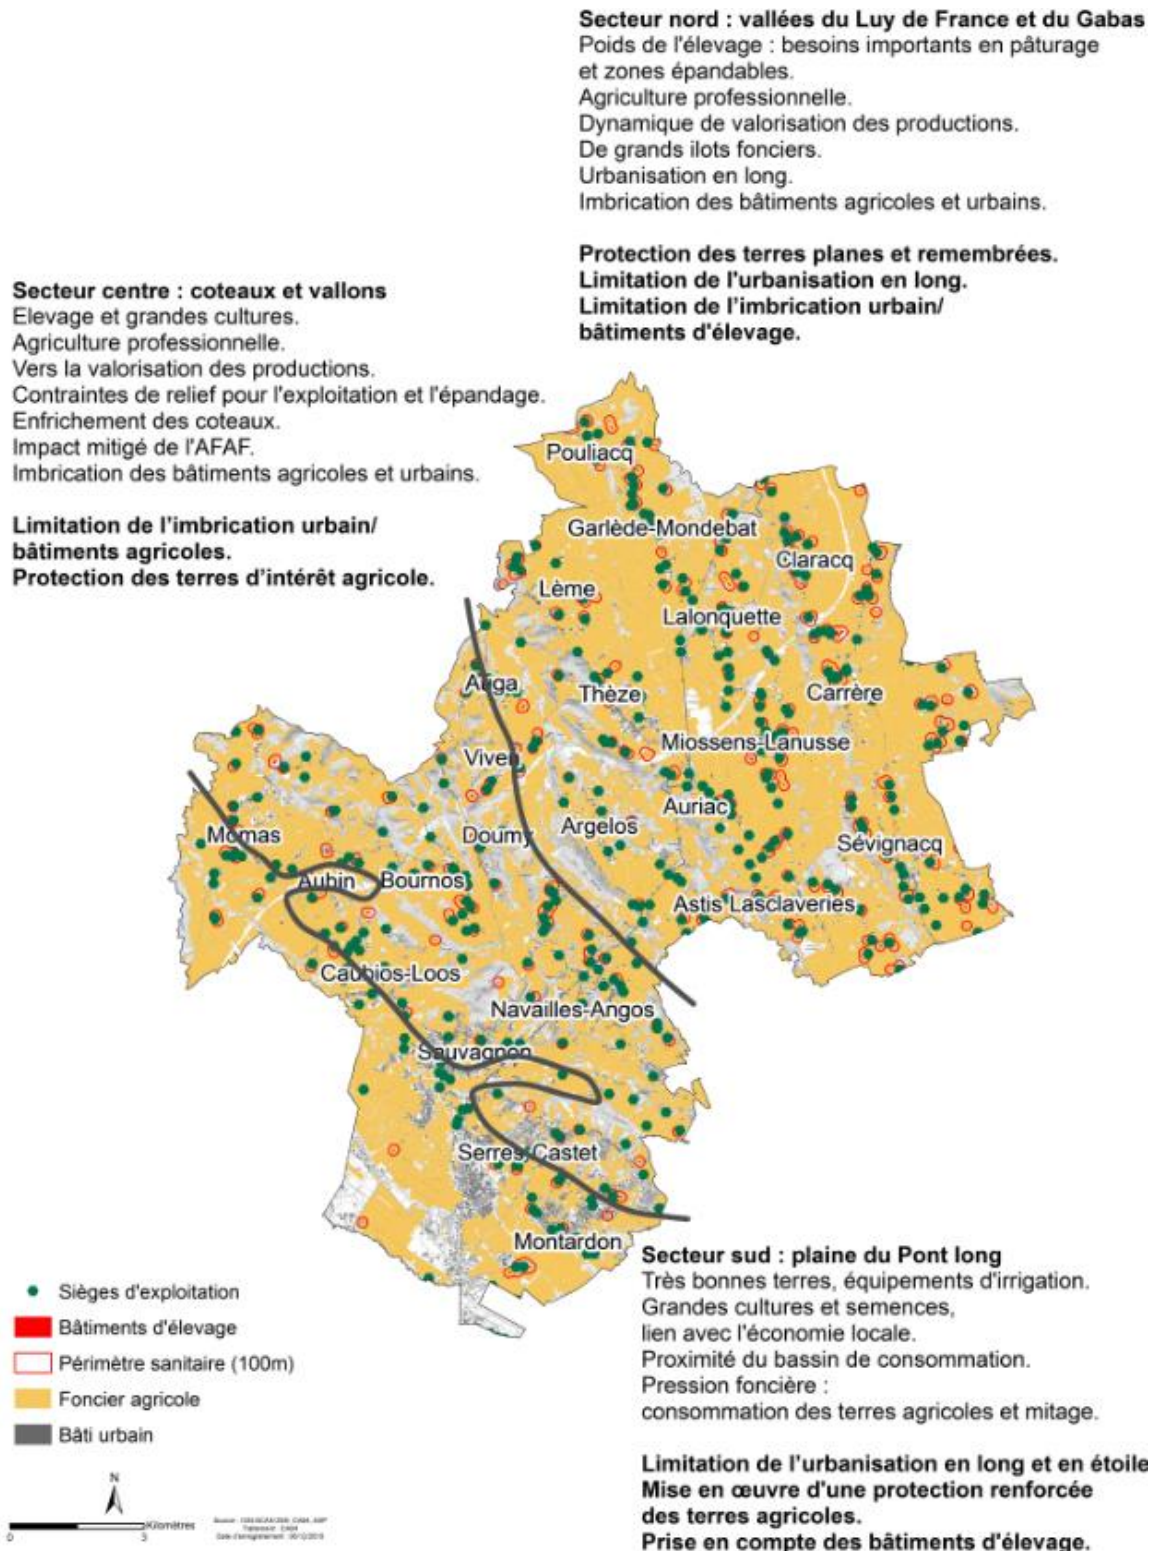 Secteur nord : vallées du Luy de France et du Gabas
Poids de l'élevage : besoins importants en pâturage
et zones épandables.
Agriculture professionnelle.
Dynamique de valorisation des productions.
De grands ilots fonciers.
Urbanisation en long.
Imbrication des bâtiments agricoles et urbains.
Protection des terres planes et remembrées.
Limitation de l'urbanisation en long.
Limitation de l'imbrication urbain/
bâtiments d'élevage.
Secteur centre : coteaux et vallons
Elevage et grandes cultures.
Agriculture professionnelle.
Vers la valorisation des productions.
Contraintes de relief pour l'exploitation et l'épandage.
Enfrichement des coteaux.
Impact mitigé de l'AFAF.
Imbrication des bâtiments agricoles et urbains.
Limitation de l'imbrication urbain/
bâtiments agricoles.
Protection des terres d'intérêt agricole.
Pouliacq
Garlède-Mondebat
Claracq
Lème
Lalonquette
Auga
Thèze
Carrère
Miossens-Lanusse
Viven
Auriac
Momas
Doumy
Argelos
Sévignacq
Aubin
Bournos
Astis Lasclaveries
Caubios-Loos
Navailles-Angos
Sauvagnon
Serres/Castet
Montardon
Secteur sud : plaine du Pont long
Très bonnes terres, équipements d'irrigation.
Grandes cultures et semences,
lien avec l'économie locale.
Proximité du bassin de consommation.
Pression foncière :
consommation des terres agricoles et mitage.
Limitation de l'urbanisation en long et en étoile
Mise en œuvre d'une protection renforcée
des terres agricoles.
Prise en compte des bâtiments d'élevage.
Sièges d'exploitation
Bâtiments d'élevage
Périmètre sanitaire (100m)
Foncier agricole
Bâti urbain
N
0 3 Kilomètres